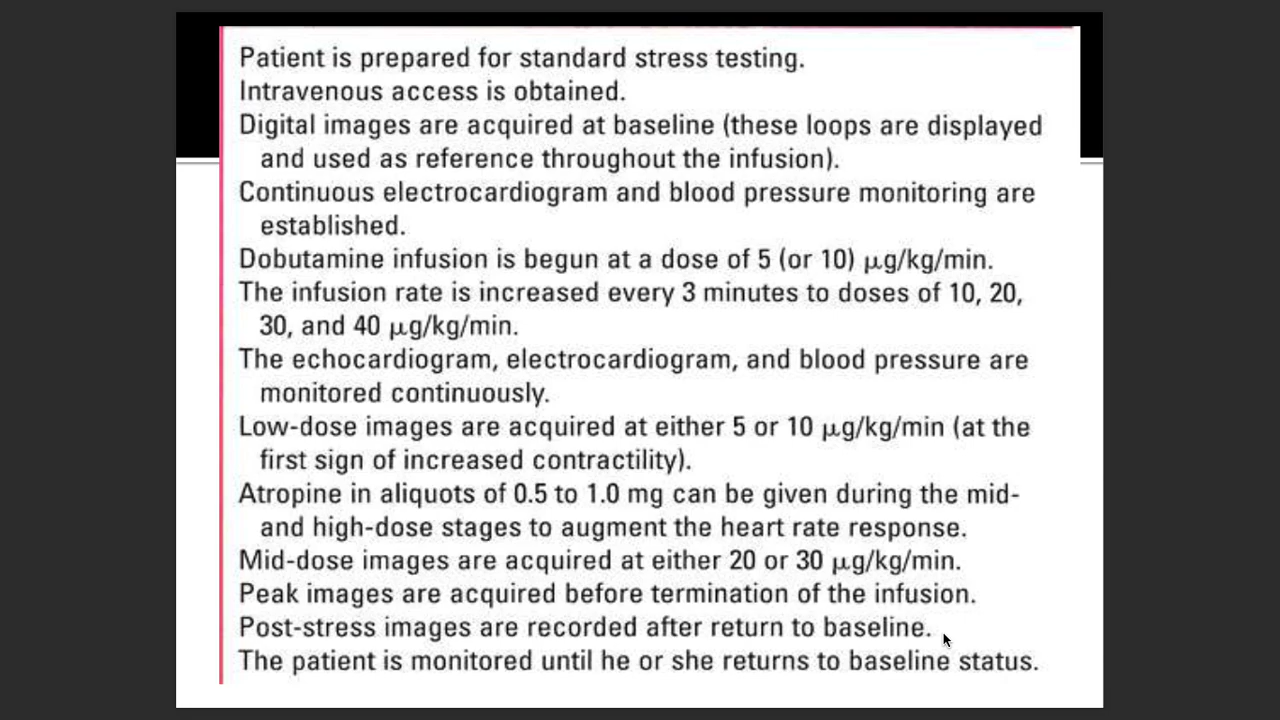 Patient is prepared for standard stress testing.
Intravenous access is obtained.
Digital images are acquired at baseline (these loops are displayed
and used as reference throughout the infusion).
Continuous electrocardiogram and blood pressure monitoring are
established.
Dobutamine infusion is begun at a dose of 5 (or 10) μg/kg/min.
The infusion rate is increased every 3 minutes to doses of 10, 20,
30, and 40 μg/kg/min.
The echocardiogram, electrocardiogram, and blood pressure are
monitored continuously.
Low-dose images are acquired at either 5 or 10 μg/kg/min (at the
first sign of increased contractility).
Atropine in aliquots of 0.5 to 1.0 mg can be given during the mid-
and high-dose stages to augment the heart rate response.
Mid-dose images are acquired at either 20 or 30 μg/kg/min.
Peak images are acquired before termination of the infusion.
Post-stress images are recorded after return to baseline.
The patient is monitored until he or she returns to baseline status.